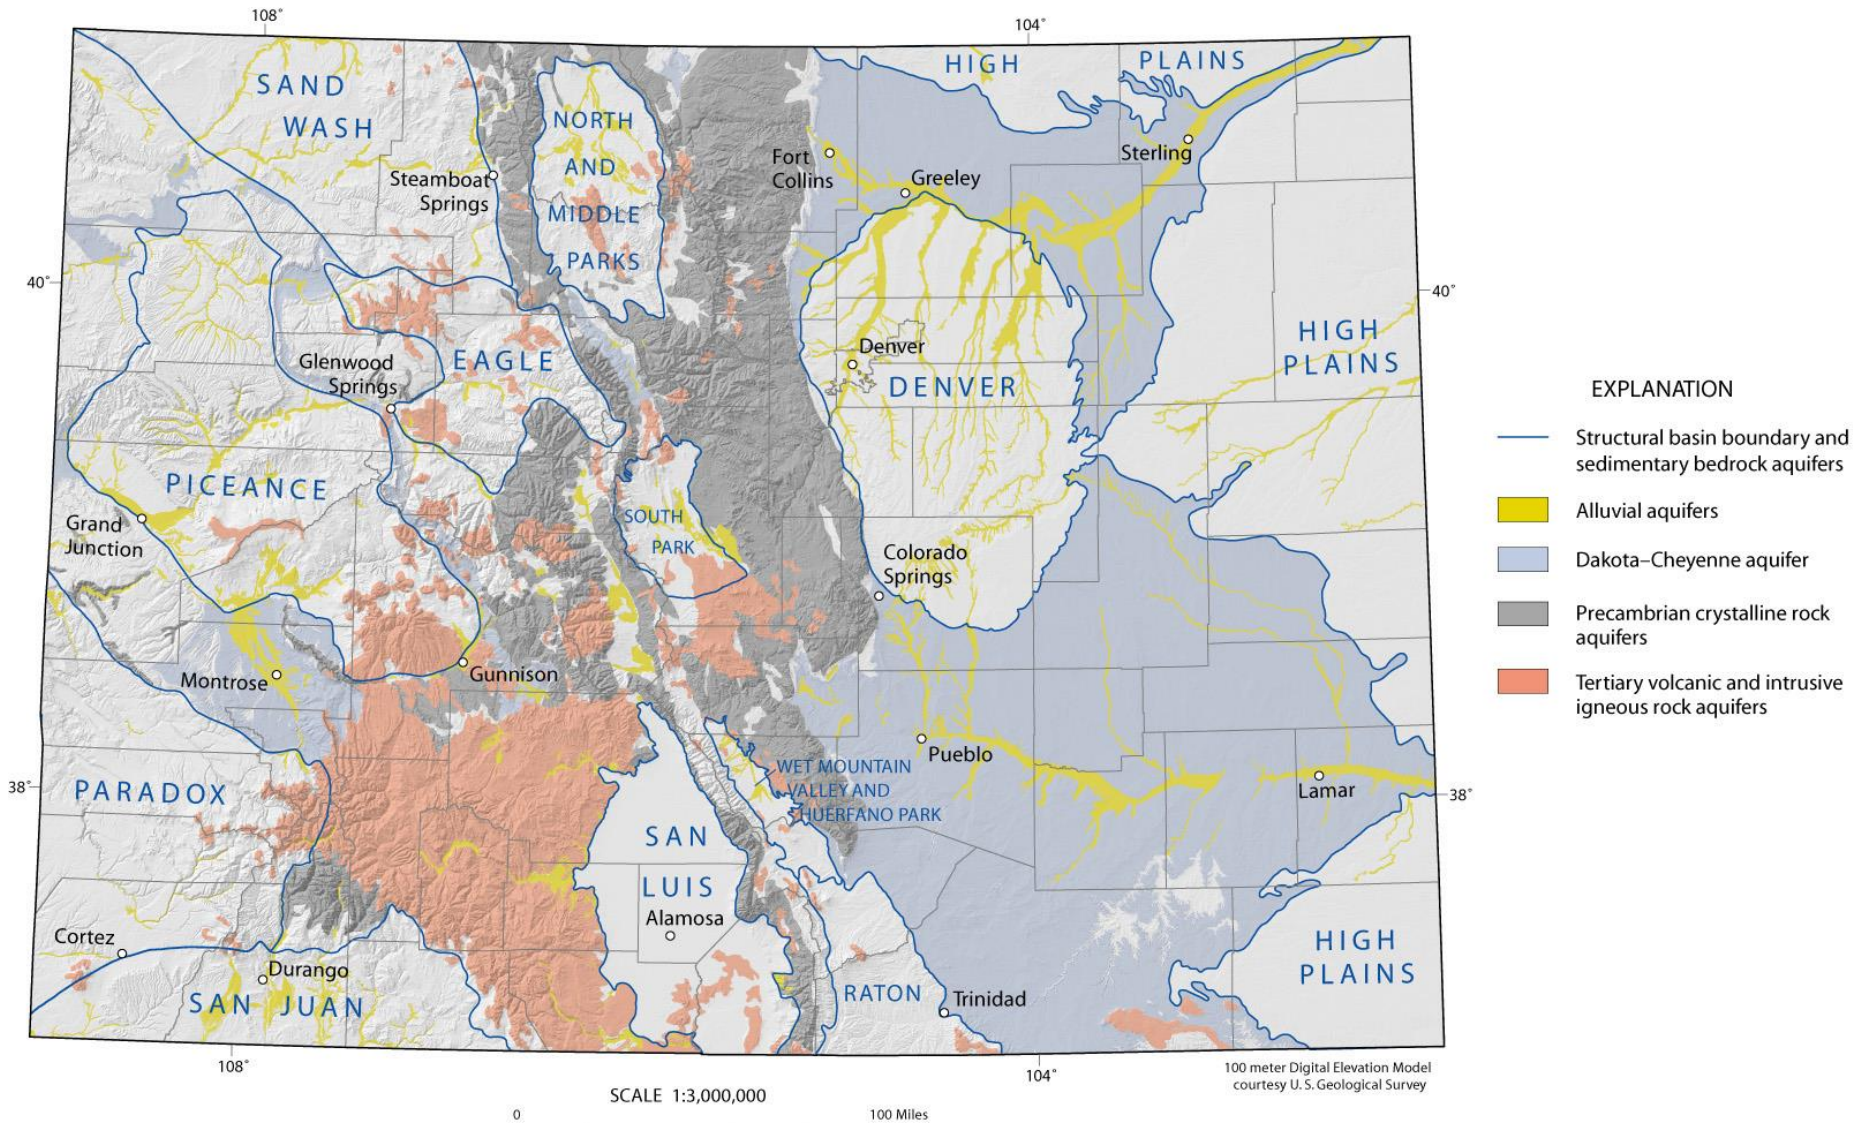 108°
104°
SAND
WASH
HIGH
PLAINS
NORTH
AND
MIDDLE
PARKS
Fort
Collins
Sterling
Steamboat
Springs
Greeley
40°
40°
HIGH
PLAINS
Glenwood
Springs
EAGLE
Denver
DENVER
PICEANCE
Grand
Junction
SOUTH
PARK
Colorado
Springs
Montrose
Gunnison
Pueblo
WET MOUNTAIN
VALLEY AND
HUERFANO PARK
38°
PARADOX
Lamar
38°
SAN
LUIS
Alamosa
Cortez
Durango
SAN JUAN
RATON
Trinidad
HIGH
PLAINS
108°
104°
EXPLANATION
Structural basin boundary and
sedimentary bedrock aquifers
Alluvial aquifers
Dakota–Cheyenne aquifer
Precambrian crystalline rock
aquifers
Tertiary volcanic and intrusive
igneous rock aquifers
100 meter Digital Elevation Model
courtesy U. S. Geological Survey
SCALE 1:3,000,000
0 100 Miles